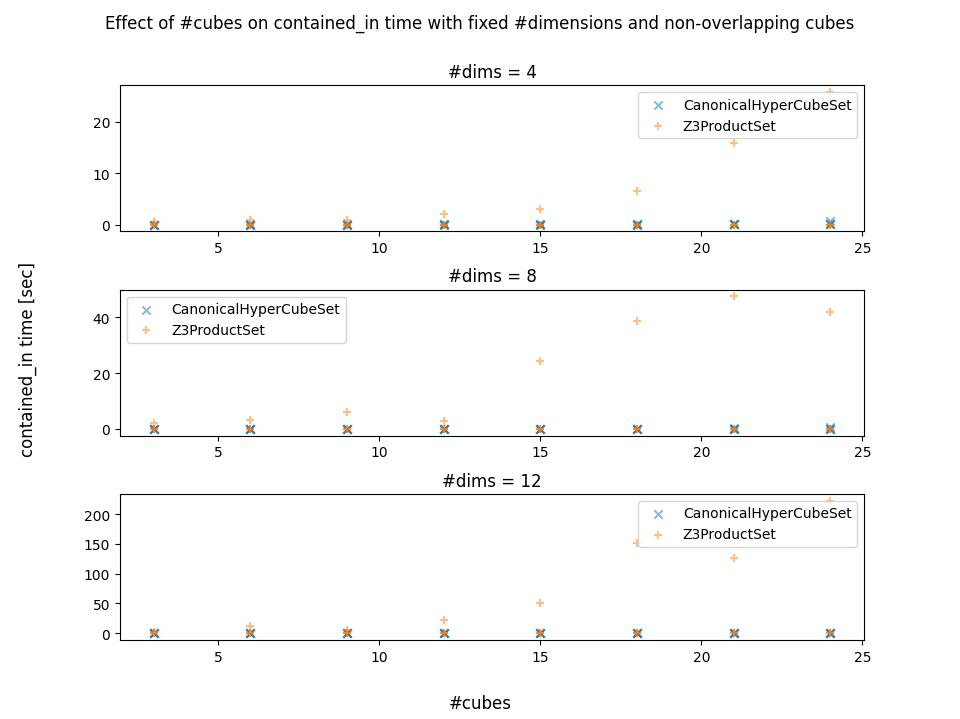 Effect of #cubes on contained_in time with fixed #dimensions and non-overlapping cubes
#dims = 4
CanonicalHyperCubeSet
Z3ProductSet
20
10
0
5
10
15
20
25
#dims = 8
CanonicalHyperCubeSet
Z3ProductSet
40
20
0
5
10
15
20
25
contained_in time [sec]
#dims = 12
CanonicalHyperCubeSet
Z3ProductSet
200
150
100
50
0
5
10
15
20
25
#cubes